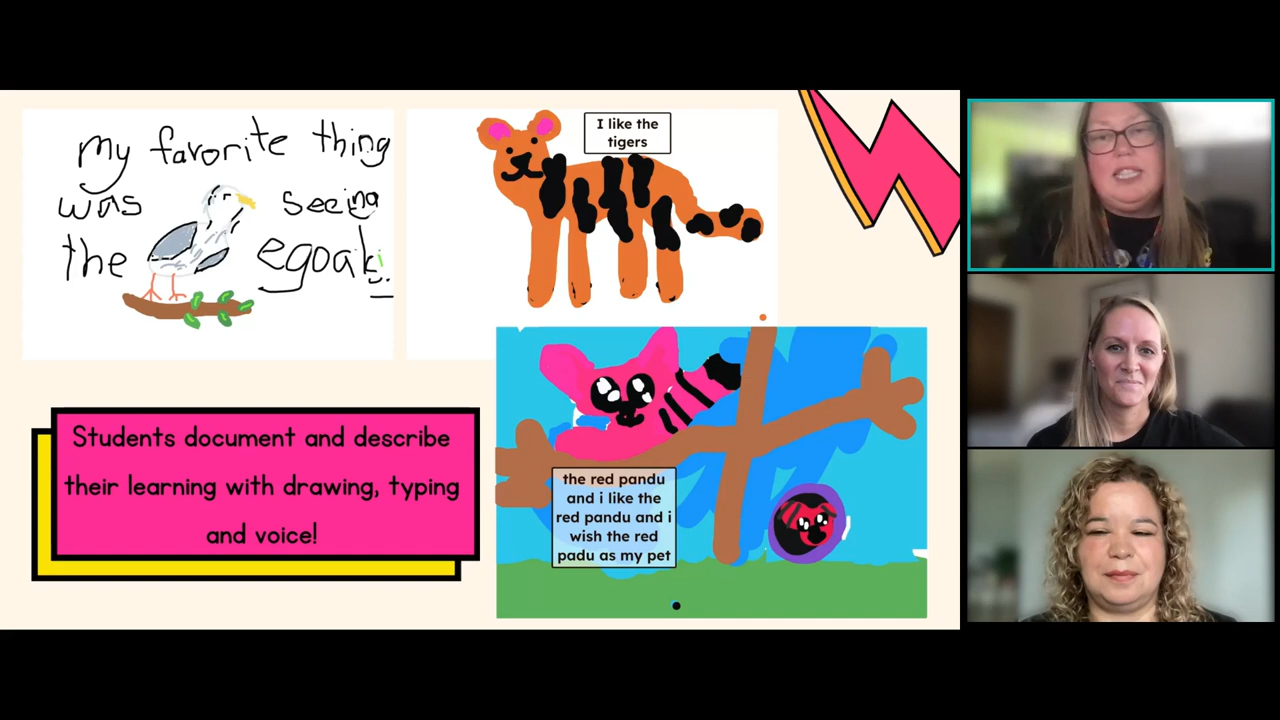 my favorite thing
was seeing
the egoaki.
I like the
tigers
Students document and describe
their learning with drawing, typing
and voice!
the red pandu
and i like the
red pandu and i
wish the red
padu as my pet